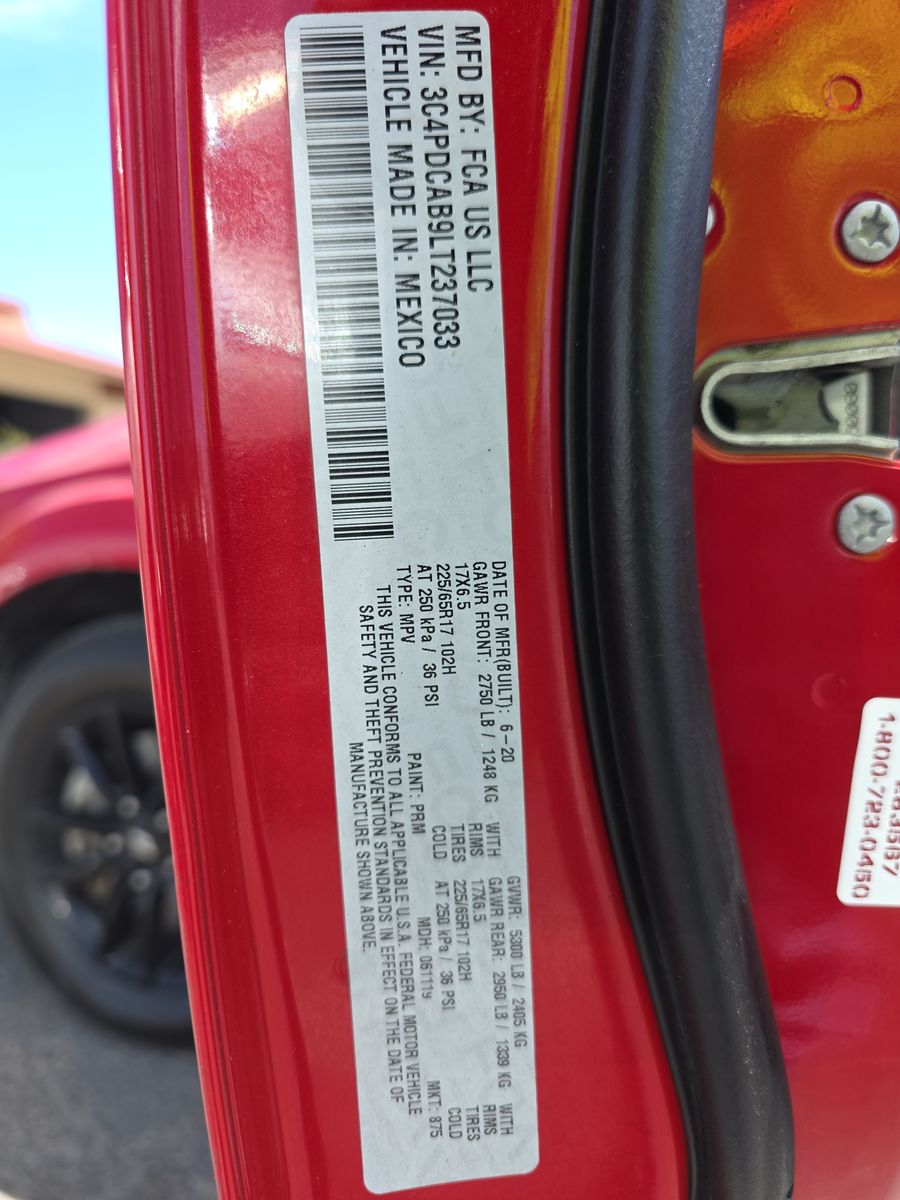 MFD BY: FCA US LLC
VIN: 3C4PDCAB9LT237033
VEHICLE MADE IN: MEXICO
DATE OF MFR(BUILT): 6-20 GVWR: 5300 LB / 2405 KG
GAWR FRONT: 2750 LB / 1248 KG WITH GAWR REAR: 2950 LB / 1339 KG WITH
17X6.5 RIMS 17X6.5 RIMS
225/65R17 102H TIRES 225/65R17 102H TIRES
AT 250 kPa / 36 PSI COLD AT 250 kPa / 36 PSI COLD
TYPE: MPV PAINT: PRM MDH: 061119 MKT: 875
THIS VEHICLE CONFORMS TO ALL APPLICABLE U.S.A. FEDERAL MOTOR VEHICLE
SAFETY AND THEFT PREVENTION STANDARDS IN EFFECT ON THE DATE OF
MANUFACTURE SHOWN ABOVE.
1-800-723-0450